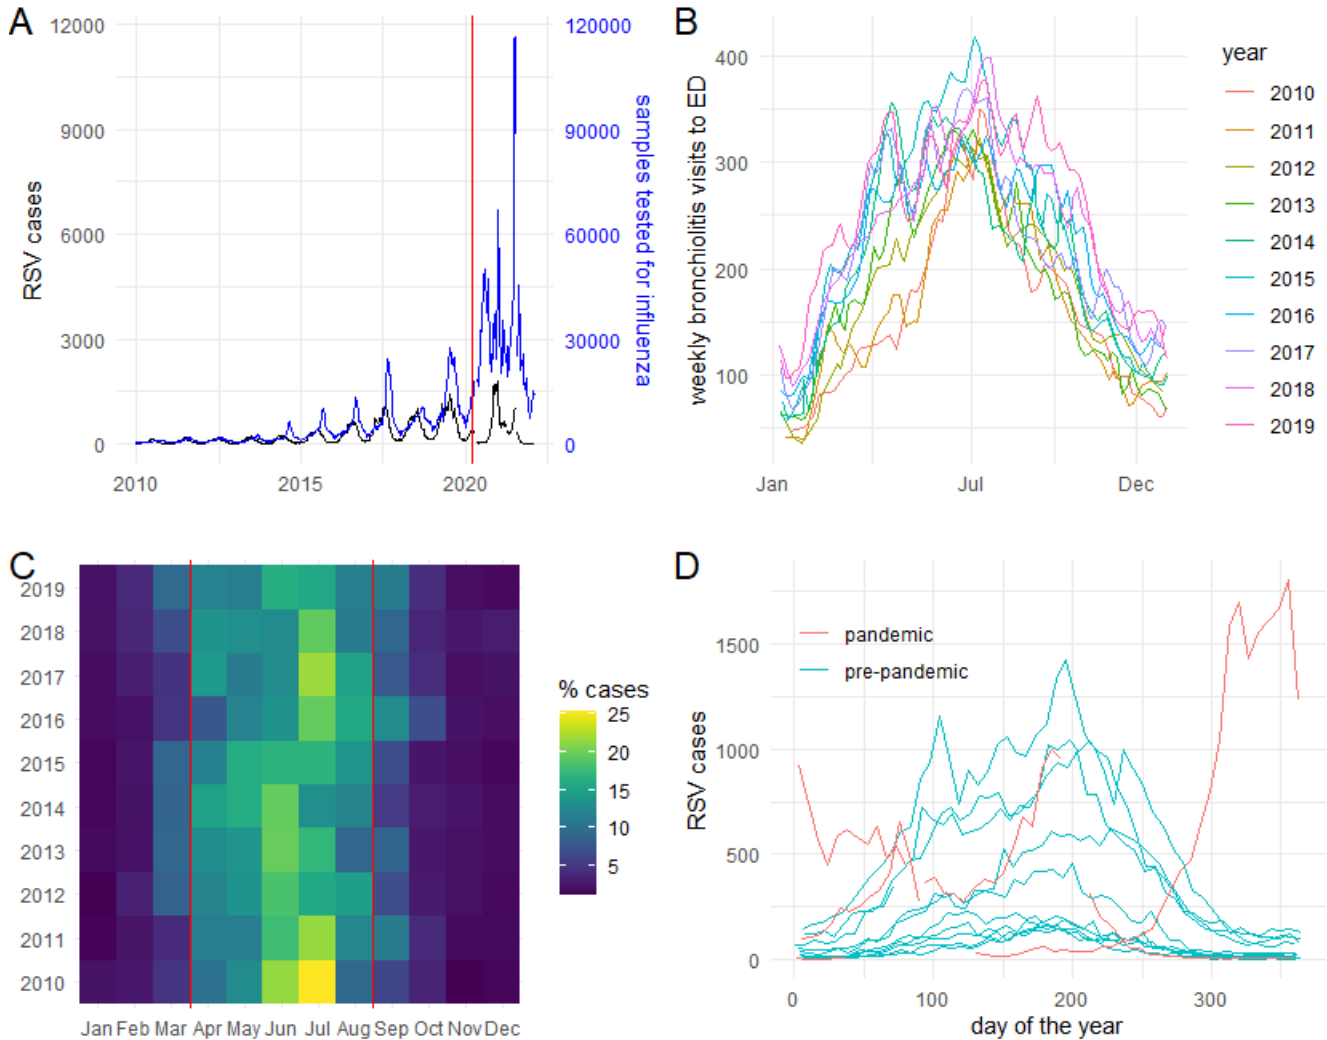 A
12000
9000
6000
3000
0
RSV cases
120000
90000
60000
30000
0
samples tested for influenza
2010 2015 2020
B
400
300
200
100
weekly bronchiolitis visits to ED
Jan Jul Dec
year
2010
2011
2012
2013
2014
2015
2016
2017
2018
2019
C
2019
2018
2017
2016
2015
2014
2013
2012
2011
2010
Jan Feb Mar Apr May Jun Jul Aug Sep Oct Nov Dec
% cases
25
20
15
10
5
D
pandemic
pre-pandemic
1500
1000
500
0
RSV cases
0 100 200 300
day of the year